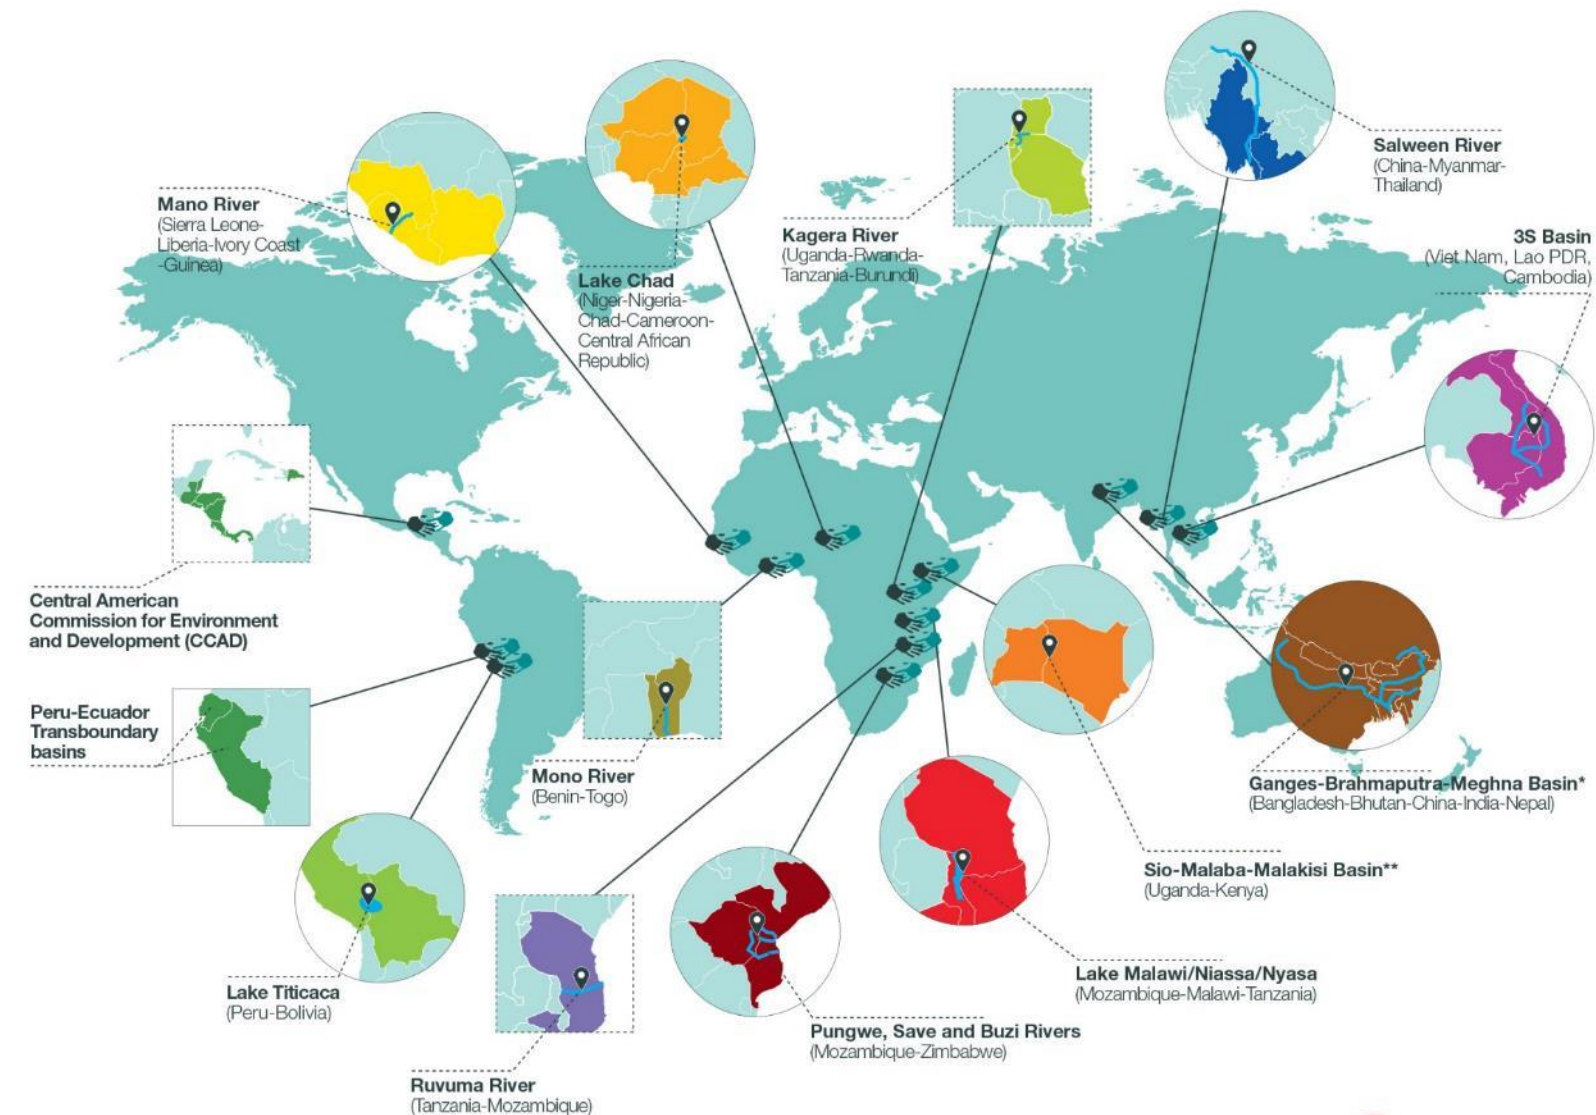 Mano River
(Sierra Leone-
Liberia-Ivory Coast
-Guinea)
Lake Chad
(Niger-Nigeria-
Chad-Cameroon-
Central African
Republic)
Kagera River
(Uganda-Rwanda-
Tanzania-Burundi)
Salween River
(China-Myanmar-
Thailand)
3S Basin
(Viet Nam, Lao PDR,
Cambodia)
Central American
Commission for Environment
and Development (CCAD)
Peru-Ecuador
Transboundary
basins
Mono River
(Benin-Togo)
Ganges-Brahmaputra-Meghna Basin*
(Bangladesh-Bhutan-China-India-Nepal)
Sio-Malaba-Malakisi Basin**
(Uganda-Kenya)
Lake Titicaca
(Peru-Bolivia)
Lake Malawi/Niassa/Nyasa
(Mozambique-Malawi-Tanzania)
Pungwe, Save and Buzi Rivers
(Mozambique-Zimbabwe)
Ruvuma River
(Tanzania-Mozambique)